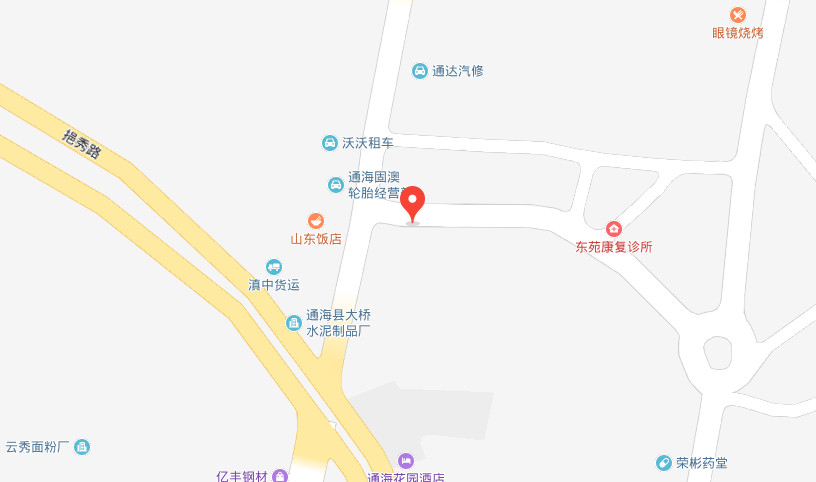 眼镜烧烤
通达汽修
挹秀路
沃沃租车
通海固澳
轮胎经营
山东饭店
东苑康复诊所
滇中货运
通海县大桥
水泥制品厂
云秀面粉厂
荣彬药堂
亿丰钢材
通海花园酒店